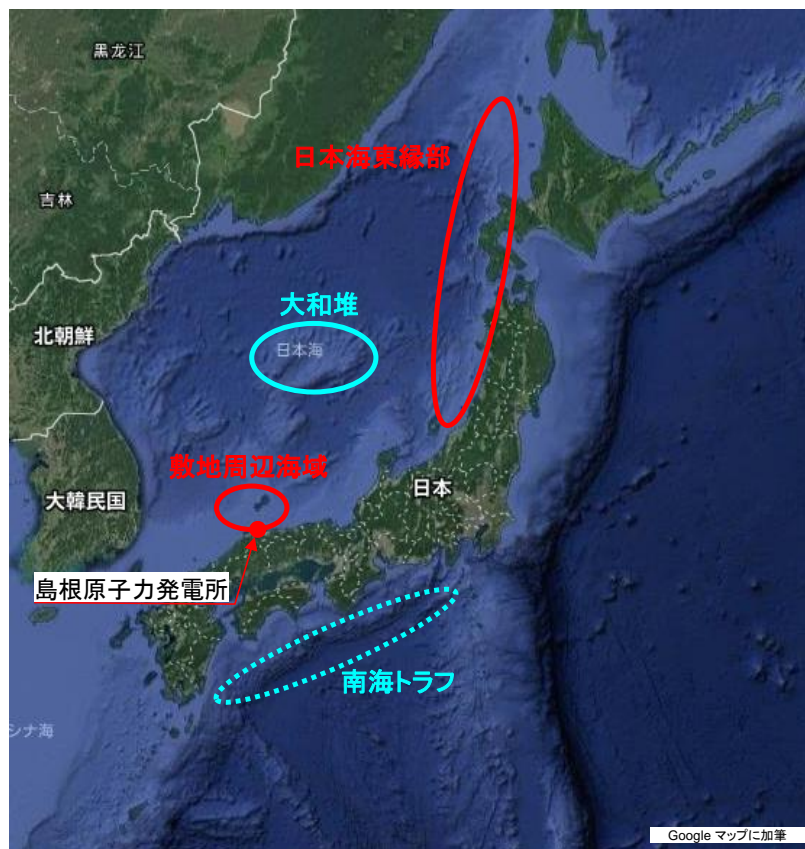 黑龙江
日本海東縁部
吉林
大和堆
北朝鮮
日本海
敷地周辺海域
大韓民国
日本
島根原子力発電所
南海トラフ
シナ海
Google マップに加筆